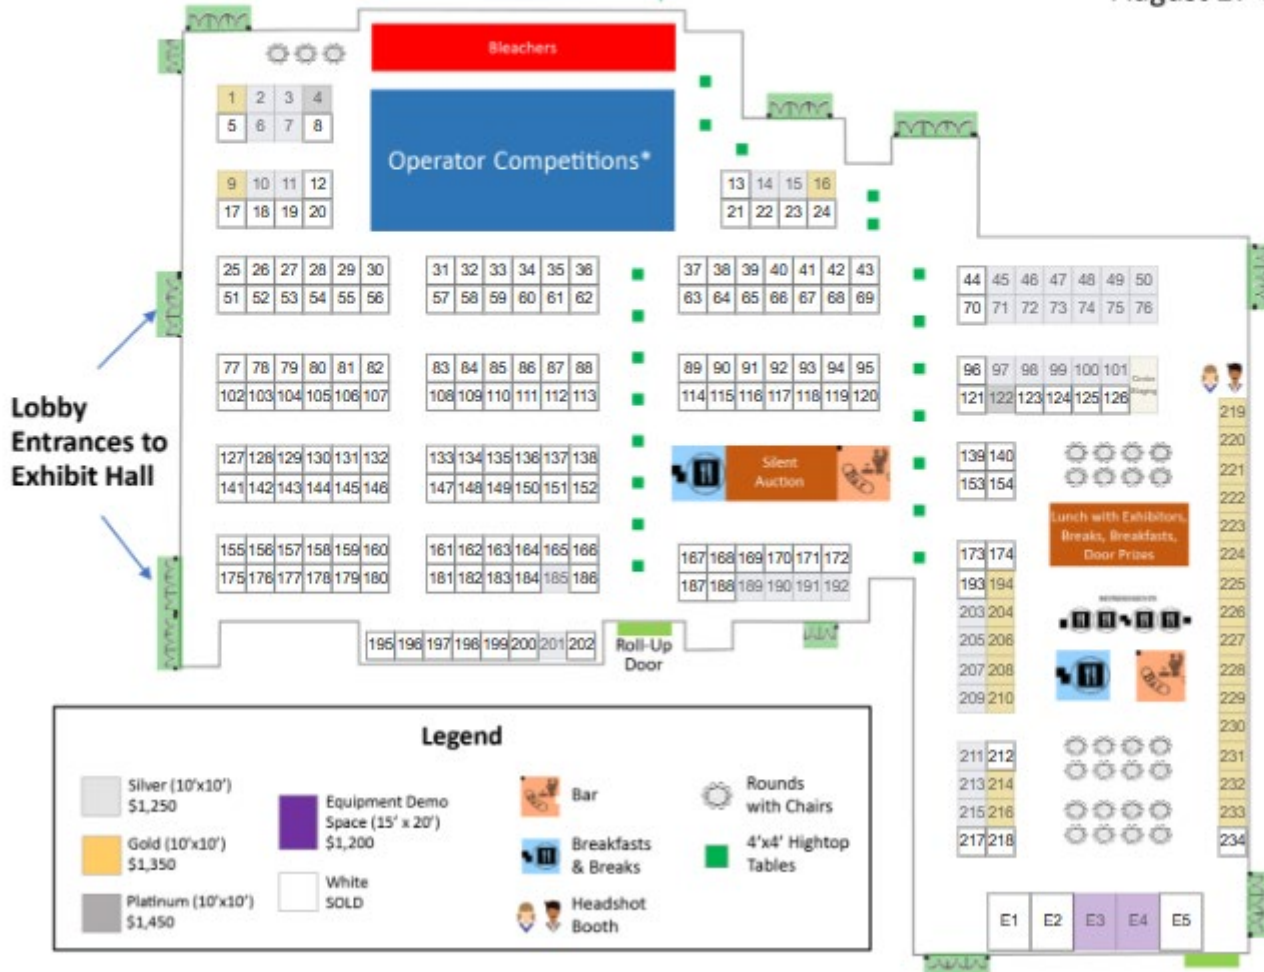 Bleachers
Operator Competitions*
1 2 3 4
5 6 7 8
9 10 11 12
17 18 19 20
13 14 15 16
21 22 23 24
25 26 27 28 29 30
51 52 53 54 55 56
31 32 33 34 35 36
57 58 59 60 61 62
37 38 39 40 41 42 43
63 64 65 66 67 68 69
44 45 46 47 48 49 50
70 71 72 73 74 75 76
77 78 79 80 81 82
102 103 104 105 106 107
83 84 85 86 87 88
108 109 110 111 112 113
89 90 91 92 93 94 95
114 115 116 117 118 119 120
96 97 98 99 100 101
121 122 123 124 125 126
Lobby
Entrances to
Exhibit Hall
127 128 129 130 131 132
141 142 143 144 145 146
133 134 135 136 137 138
147 148 149 150 151 152
Silent
Auction
139 140
153 154
Lunch with Exhibitors,
Breaks, Breakfasts,
Door Prizes
155 156 157 158 159 160
175 176 177 178 179 180
161 162 163 164 165 166
181 182 183 184 185 186
167 168 169 170 171 172
187 188 189 190 191 192
173 174
193 194
203 204
205 206
207 208
209 210
211 212
213 214
215 216
217 218
219
220
221
222
223
224
225
226
227
228
229
230
231
232
233
234
195 196 197 198 199 200 201 202
Roll-Up
Door
E1 E2 E3 E4 E5
Legend
Silver (10'x10')
$1,250
Gold (10'x10')
$1,350
Platinum (10'x10')
$1,450
Equipment Demo
Space (15' x 20')
$1,200
White
SOLD
Bar
Breakfasts
& Breaks
Headshot
Booth
Rounds
with Chairs
4'x4' Hightop
Tables